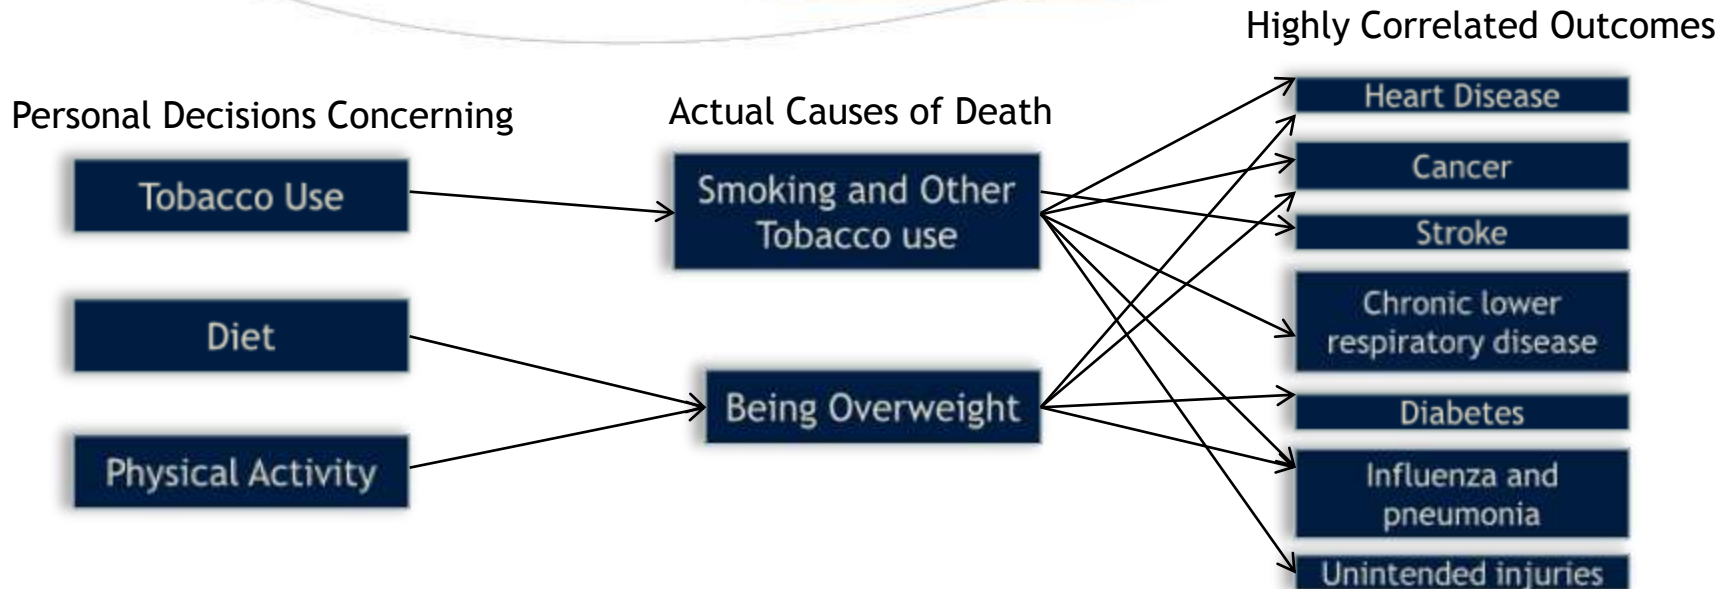 Highly Correlated Outcomes
Personal Decisions Concerning
Actual Causes of Death
Tobacco Use
Diet
Physical Activity
Smoking and Other
Tobacco use
Being Overweight
Heart Disease
Cancer
Stroke
Chronic lower
respiratory disease
Diabetes
Influenza and
pneumonia
Unintended injuries